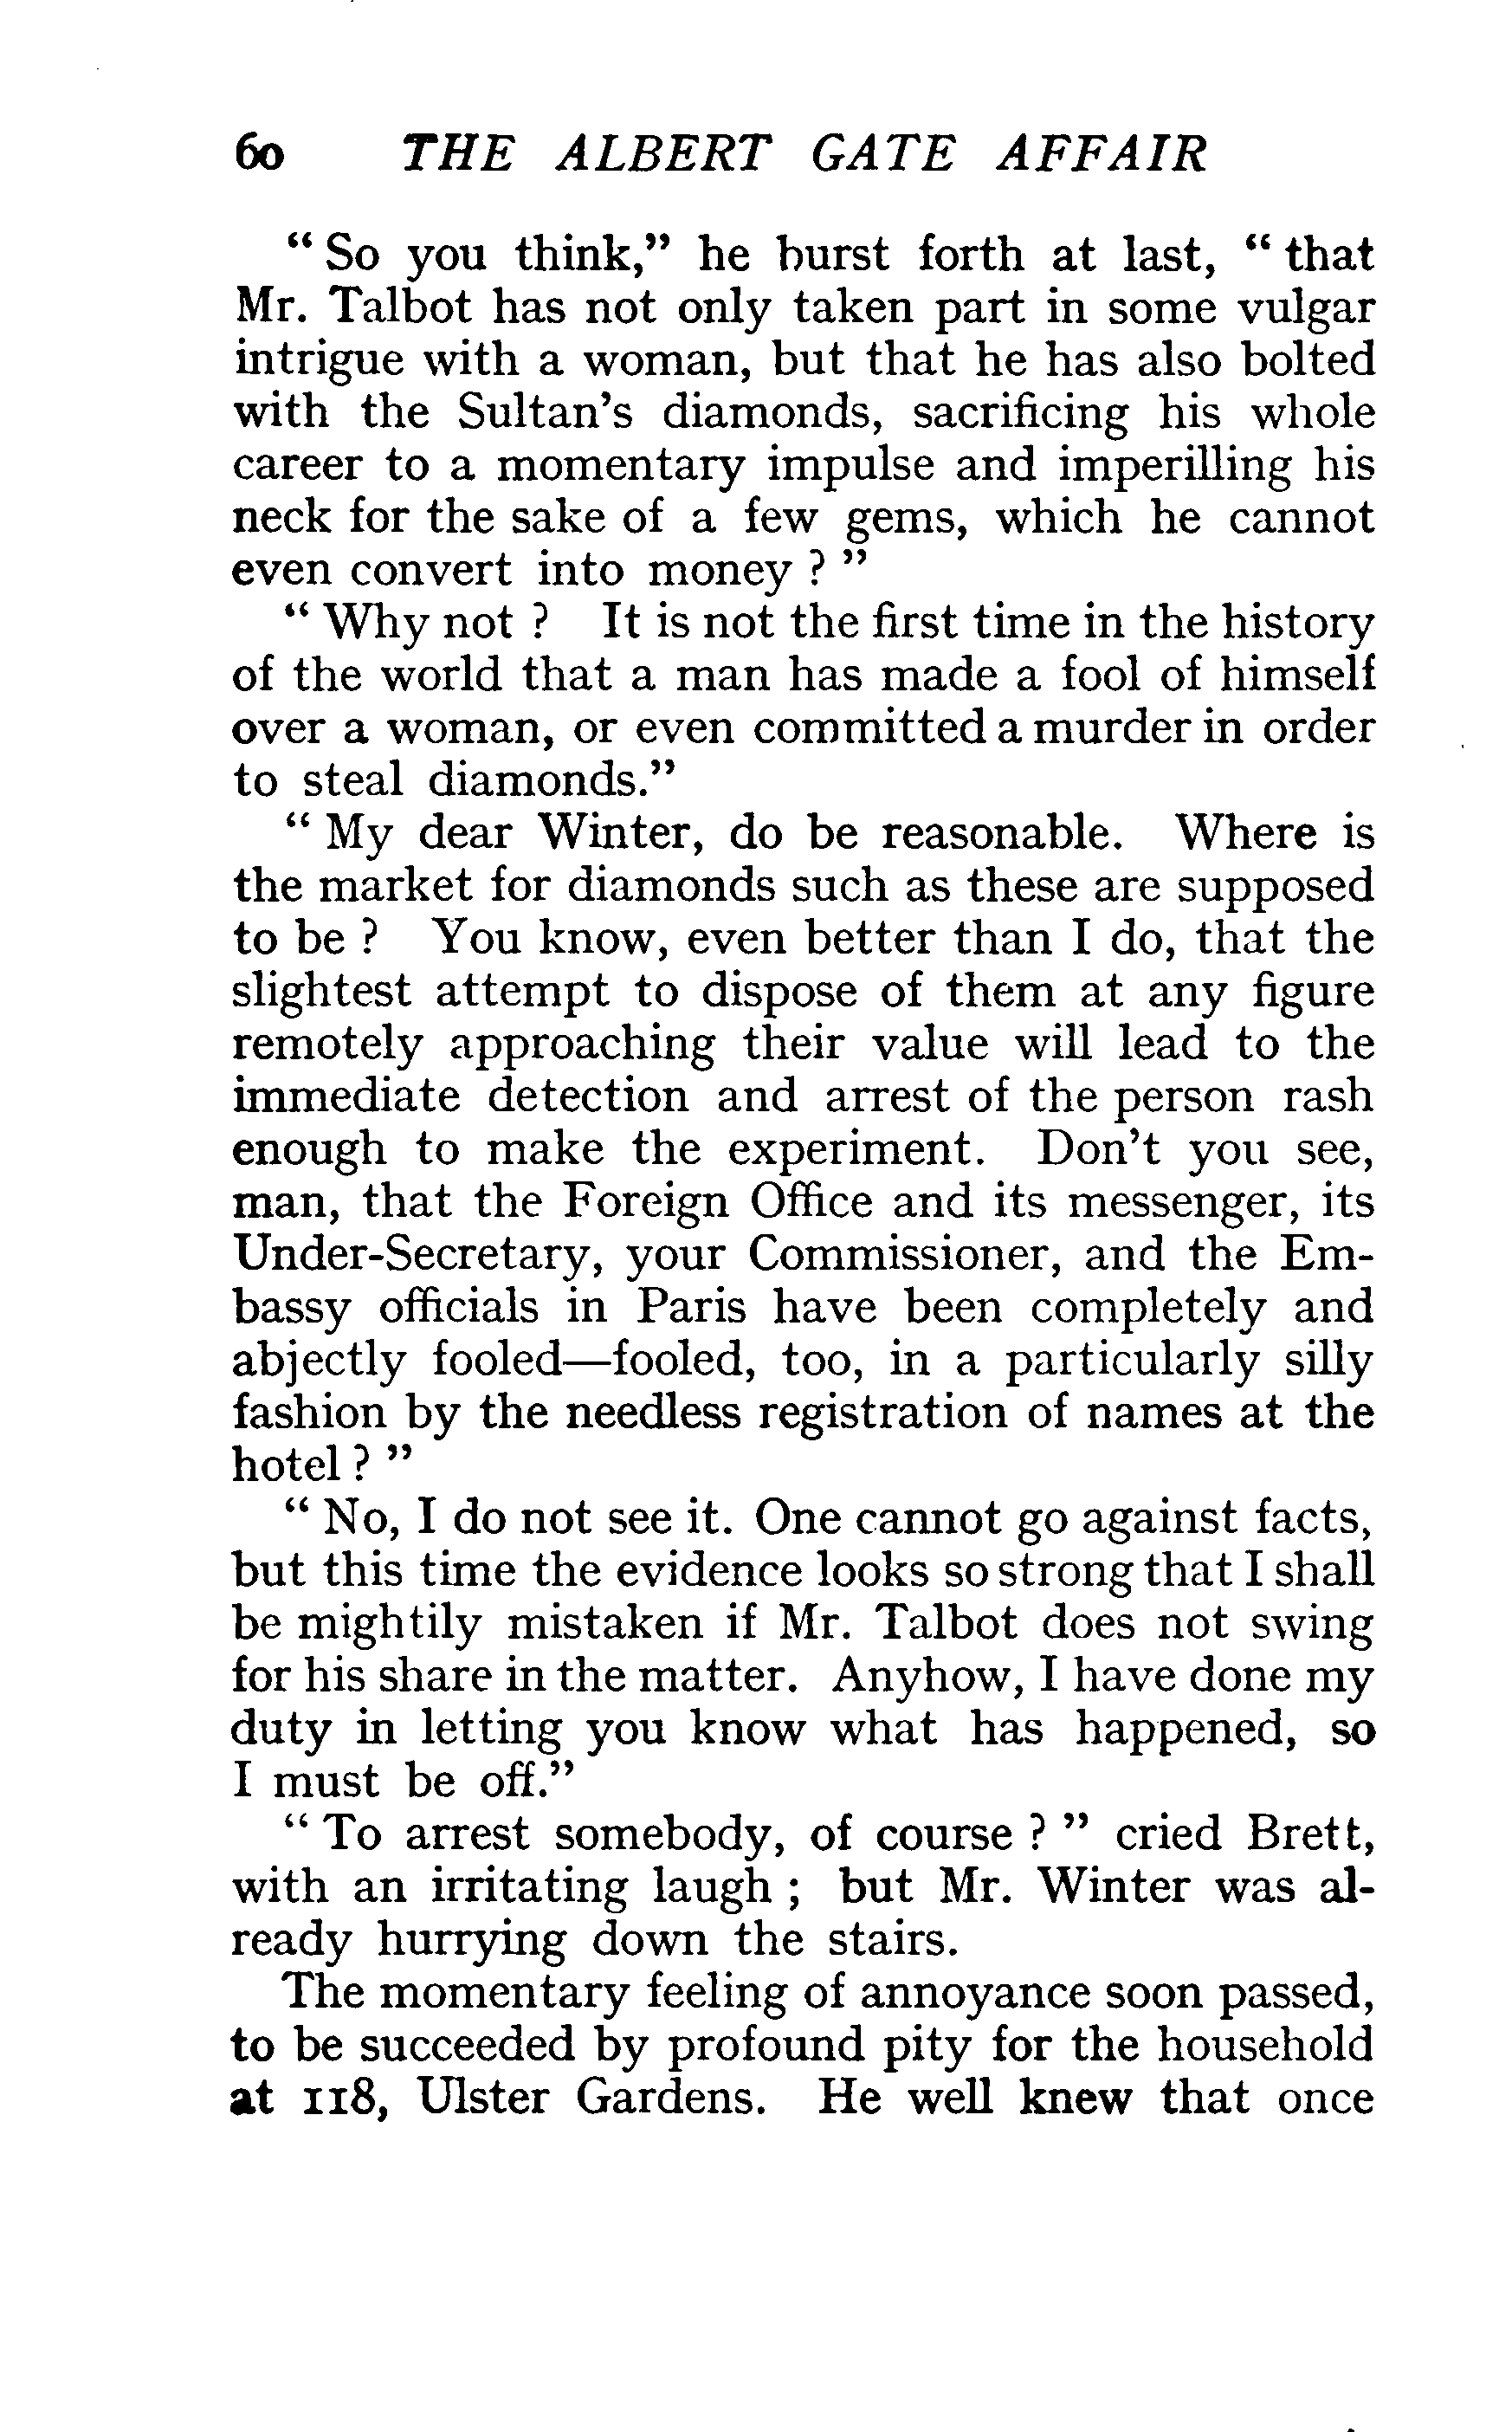 60 THE ALBERT GATE AFFAIR
“ So you think,” he burst forth at last, “ that
Mr. Talbot has not only taken part in some vulgar
intrigue with a woman, but that he has also bolted
with the Sultan’s diamonds, sacrificing his whole
career to a momentary impulse and imperilling his
neck for the sake of a few gems, which he cannot
even convert into money ? ”
“ Why not ? It is not the first time in the history
of the world that a man has made a fool of himself
over a woman, or even committed a murder in order
to steal diamonds.”
“ My dear Winter, do be reasonable. Where is
the market for diamonds such as these are supposed
to be ? You know, even better than I do, that the
slightest attempt to dispose of them at any figure
remotely approaching their value will lead to the
immediate detection and arrest of the person rash
enough to make the experiment. Don’t you see,
man, that the Foreign Office and its messenger, its
Under-Secretary, your Commissioner, and the Em-
bassy officials in Paris have been completely and
abjectly fooled—fooled, too, in a particularly silly
fashion by the needless registration of names at the
hotel ? ”
“ No, I do not see it. One cannot go against facts,
but this time the evidence looks so strong that I shall
be mightily mistaken if Mr. Talbot does not swing
for his share in the matter. Anyhow, I have done my
duty in letting you know what has happened, so
I must be off.”
“ To arrest somebody, of course ? ” cried Brett,
with an irritating laugh ; but Mr. Winter was al-
ready hurrying down the stairs.
The momentary feeling of annoyance soon passed,
to be succeeded by profound pity for the household
at 118, Ulster Gardens. He well knew that once